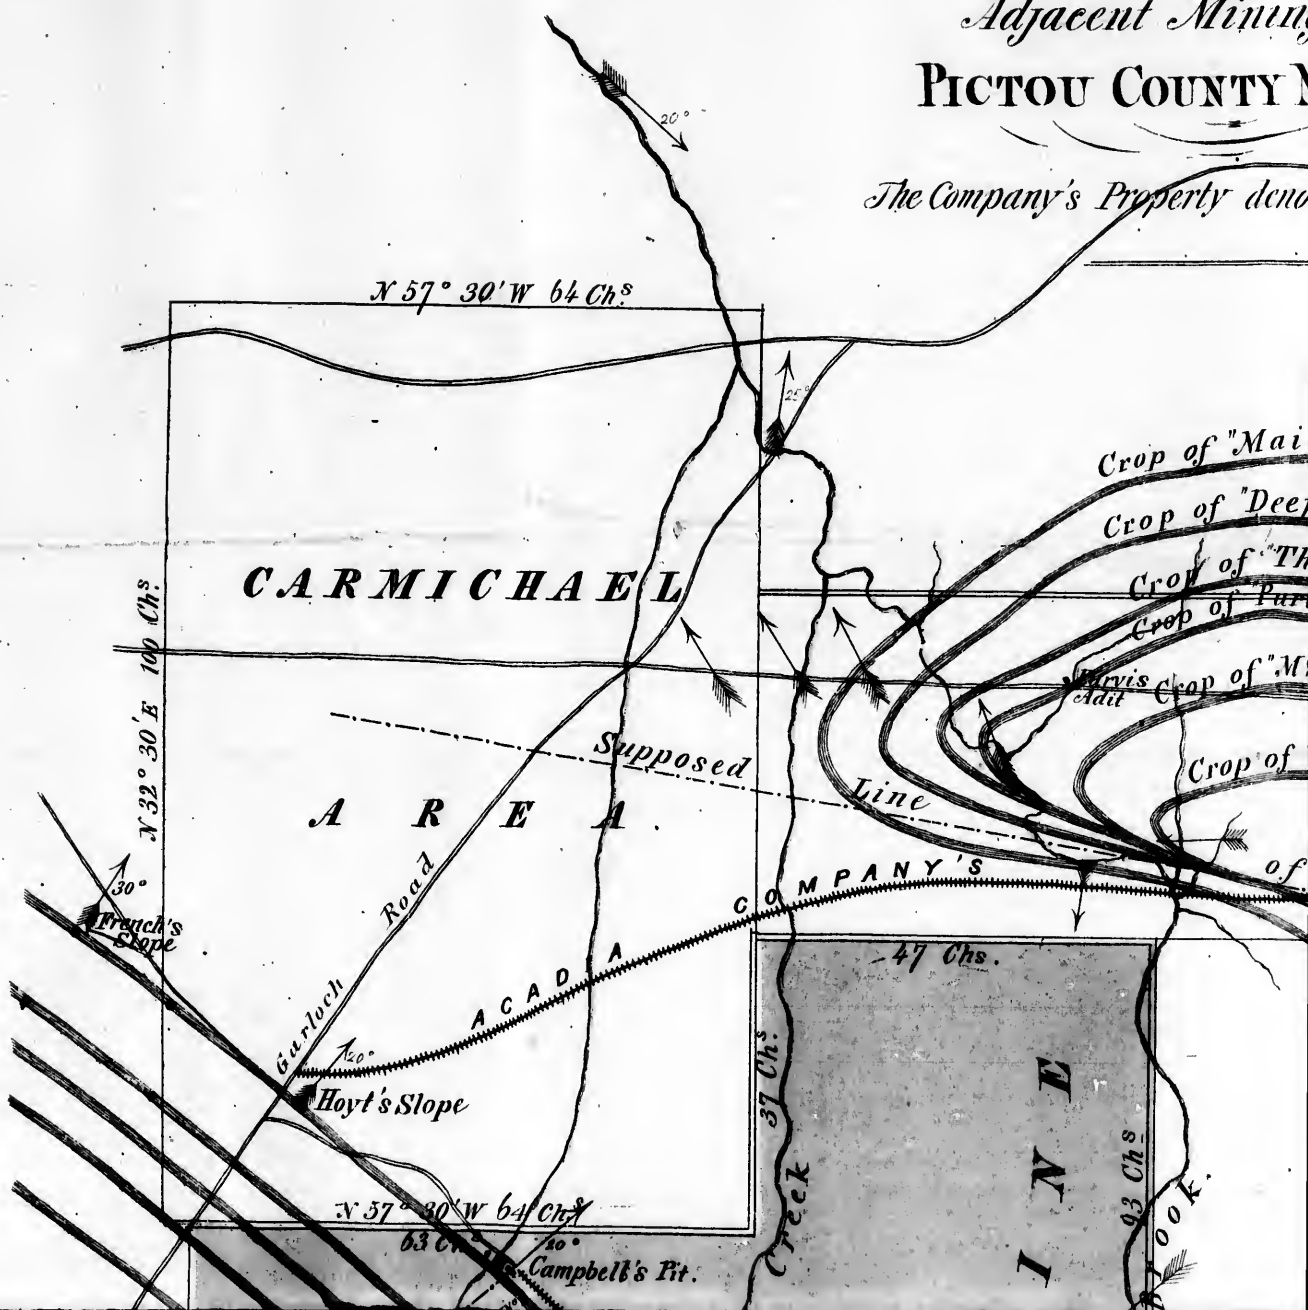 Adjacent Mining
PICTOU COUNTY
The Company's Property deno
20°
N 57° 30' W 64 Chs.
25°
Crop of "Mai
Crop of "Deep
Crop of "Th
Crop of Purv
CARMICHAEL
N 32° 30' E 100 Chs.
Purvis
Adit
Crop of "M
Supposed
Line
Crop of
AREA
30°
French's
Slope
Garloch Road
ACADIA COMPANY'S
of
47 Chs.
20°
Hoyt's Slope
37 Chs.
INE
93 Chs
Creek
Brook.
N 57° 30' W 64 Chs
63 Chs
20°
Campbell's Pit.